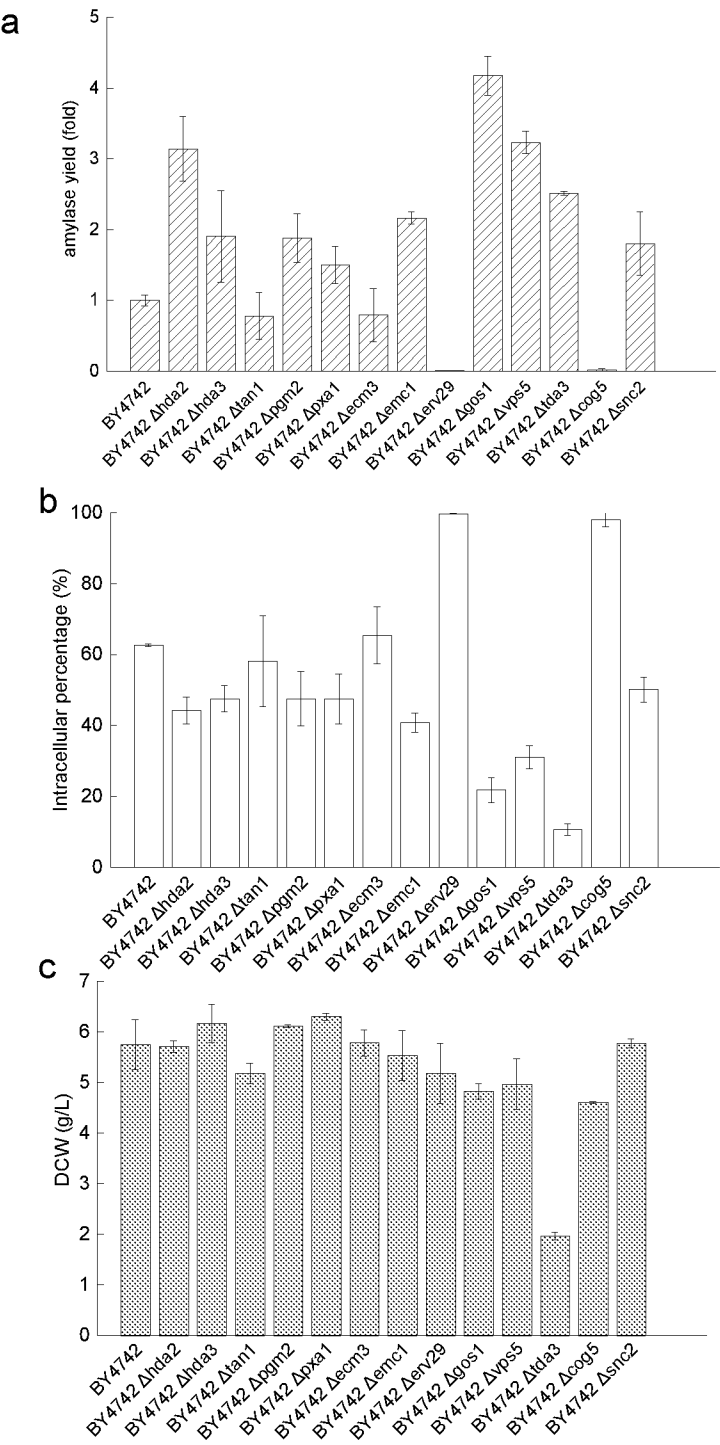 a
amylase yield (fold)
5
4
3
2
1
0
BY4742
BY4742 Δhda2
BY4742 Δhda3
BY4742 Δtan1
BY4742 Δpgm2
BY4742 Δpxa1
BY4742 Δecm3
BY4742 Δemc1
BY4742 Δerv29
BY4742 Δgos1
BY4742 Δvps5
BY4742 Δtda3
BY4742 Δcog5
BY4742 Δsnc2
b
Intracellular percentage (%)
100
80
60
40
20
0
BY4742
BY4742 Δhda2
BY4742 Δhda3
BY4742 Δtan1
BY4742 Δpgm2
BY4742 Δpxa1
BY4742 Δecm3
BY4742 Δemc1
BY4742 Δerv29
BY4742 Δgos1
BY4742 Δvps5
BY4742 Δtda3
BY4742 Δcog5
BY4742 Δsnc2
c
DCW (g/L)
7
6
5
4
3
2
1
0
BY4742
BY4742 Δhda2
BY4742 Δhda3
BY4742 Δtan1
BY4742 Δpgm2
BY4742 Δpxa1
BY4742 Δecm3
BY4742 Δemc1
BY4742 Δerv29
BY4742 Δgos1
BY4742 Δvps5
BY4742 Δtda3
BY4742 Δcog5
BY4742 Δsnc2